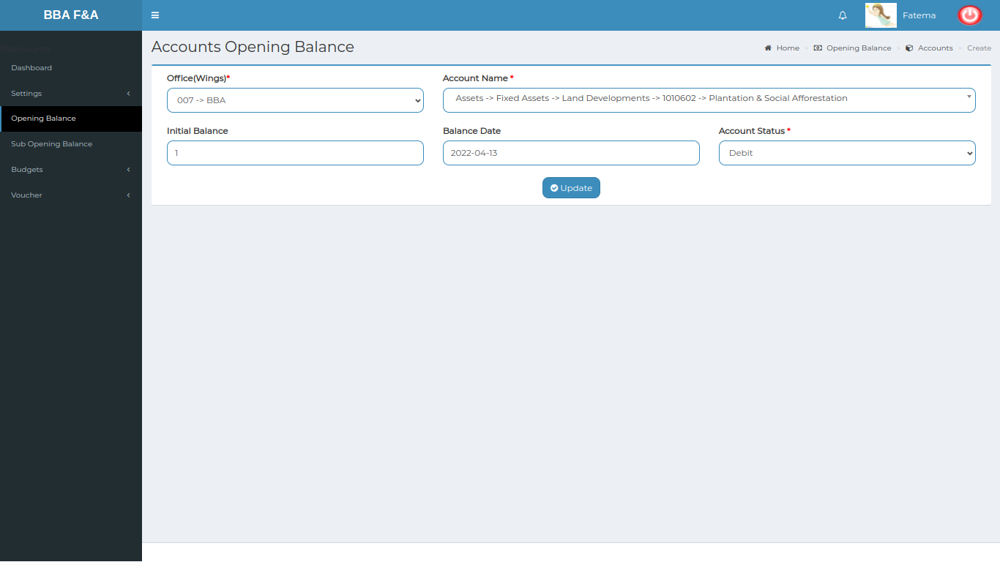 BBA F&A
Fatema
Dashboard
Settings
Opening Balance
Sub Opening Balance
Budgets
Voucher
Accounts Opening Balance
Home > Opening Balance > Accounts > Create
Office(Wings)*
Account Name *
007 -> BBA
Assets -> Fixed Assets -> Land Developments -> 1010602 -> Plantation & Social Afforestation
Initial Balance
Balance Date
Account Status *
1
2022-04-13
Debit
Update